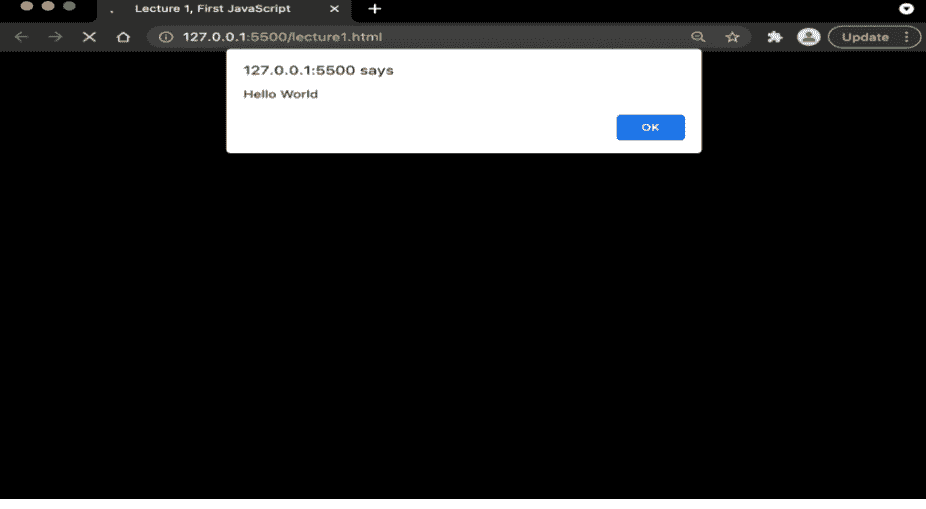 Lecture 1, First JavaScript
127.0.0.1:5500/lecture1.html
Update
127.0.0.1:5500 says
Hello World
OK